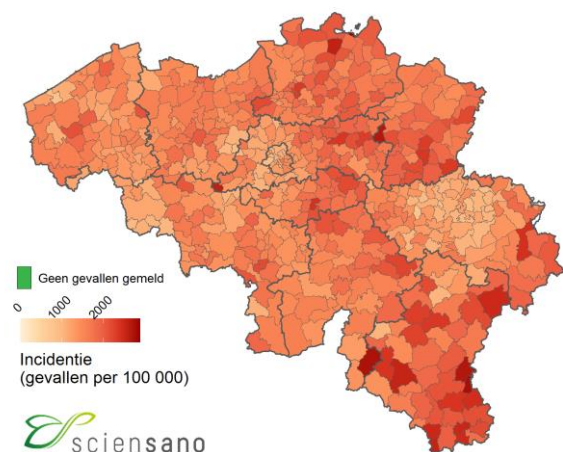 Geen gevallen gemeld
0 1000 2000
Incidentie
(gevallen per 100 000)
sciensano